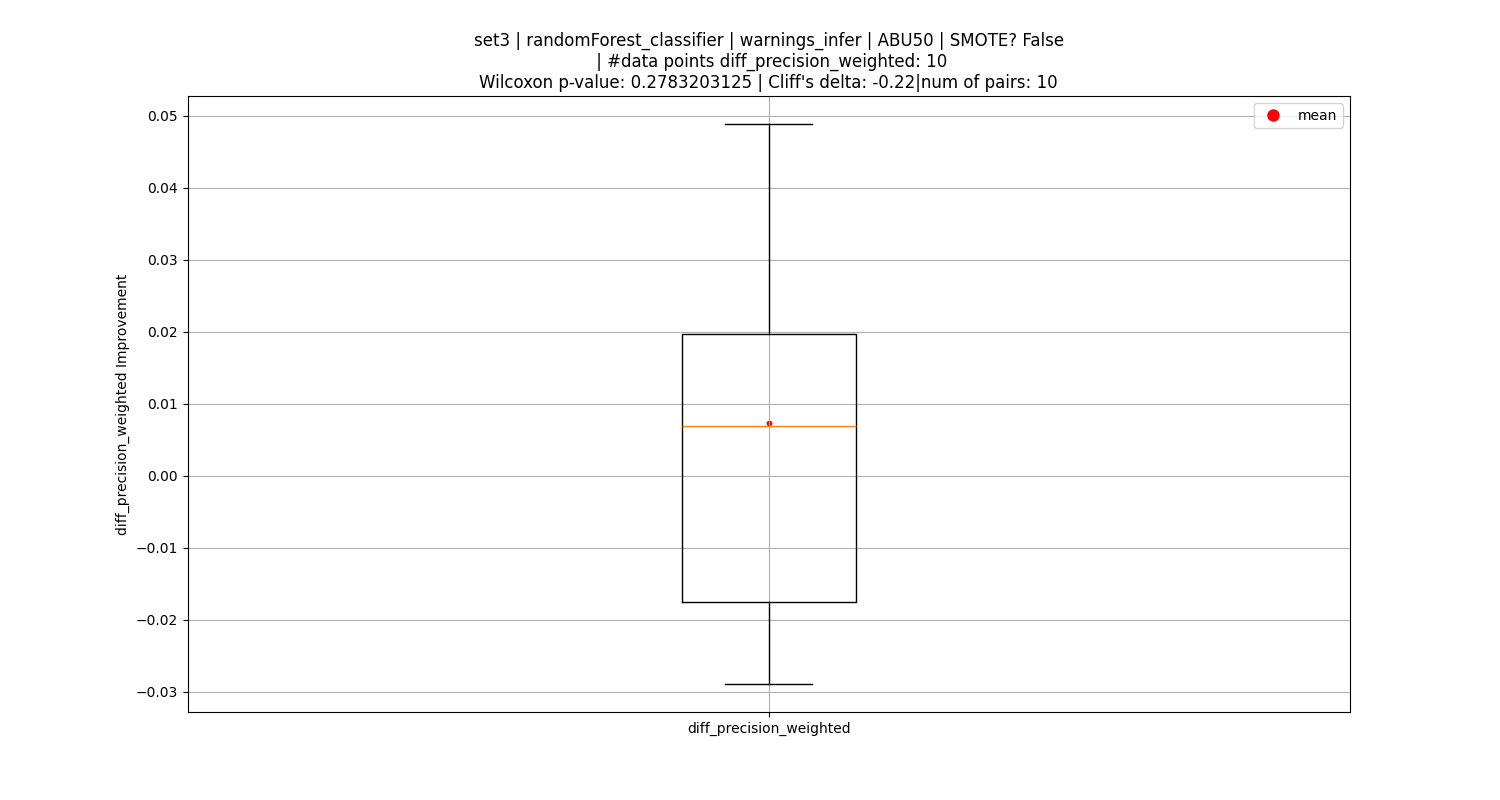 set3 | randomForest_classifier | warnings_infer | ABU50 | SMOTE? False
| #data points diff_precision_weighted: 10
Wilcoxon p-value: 0.2783203125 | Cliff's delta: -0.22|num of pairs: 10
mean
0.05
0.04
0.03
0.02
0.01
0.00
−0.01
−0.02
−0.03
diff_precision_weighted Improvement
diff_precision_weighted